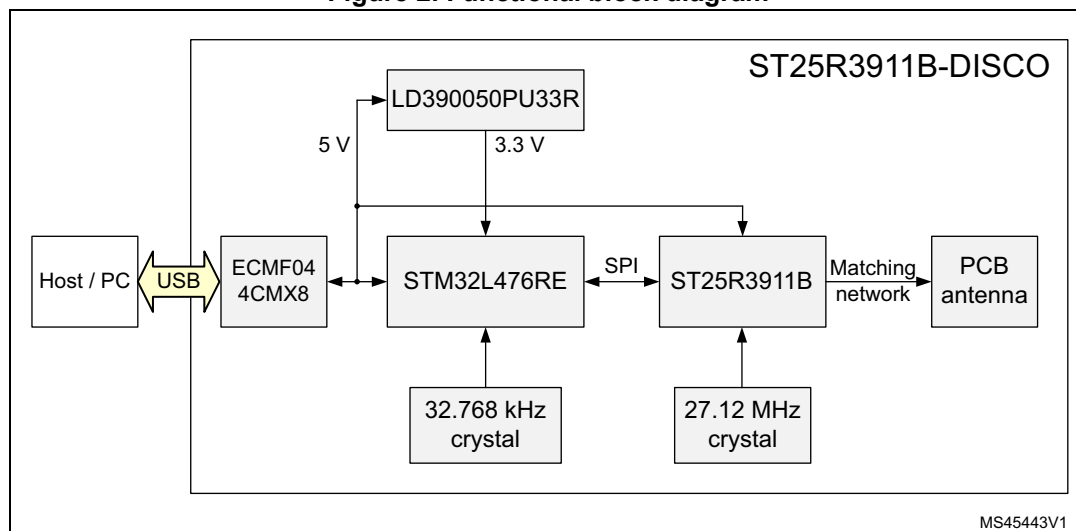 Figure 2. Functional block diagram
ST25R3911B-DISCO
LD390050PU33R
5 V
3.3 V
Host / PC
USB
ECMF04
4CMX8
STM32L476RE
SPI
ST25R3911B
Matching
network
PCB
antenna
32.768 kHz
crystal
27.12 MHz
crystal
MS45443V1